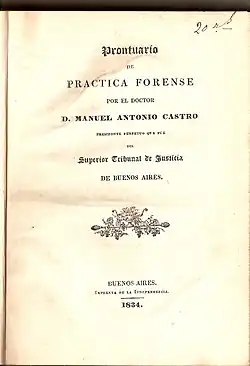 Prontuario
DE
PRACTICA FORENSE
POR EL DOCTOR
D. MANUEL ANTONIO CASTRO
PRESIDENTE PERPETUO QUE FUÉ
DEL
Superior Tribunal de Justicia
DE BUENOS AIRES.
BUENOS-AIRES.
IMPRENTA DE LA INDEPENDENCIA.
1834.